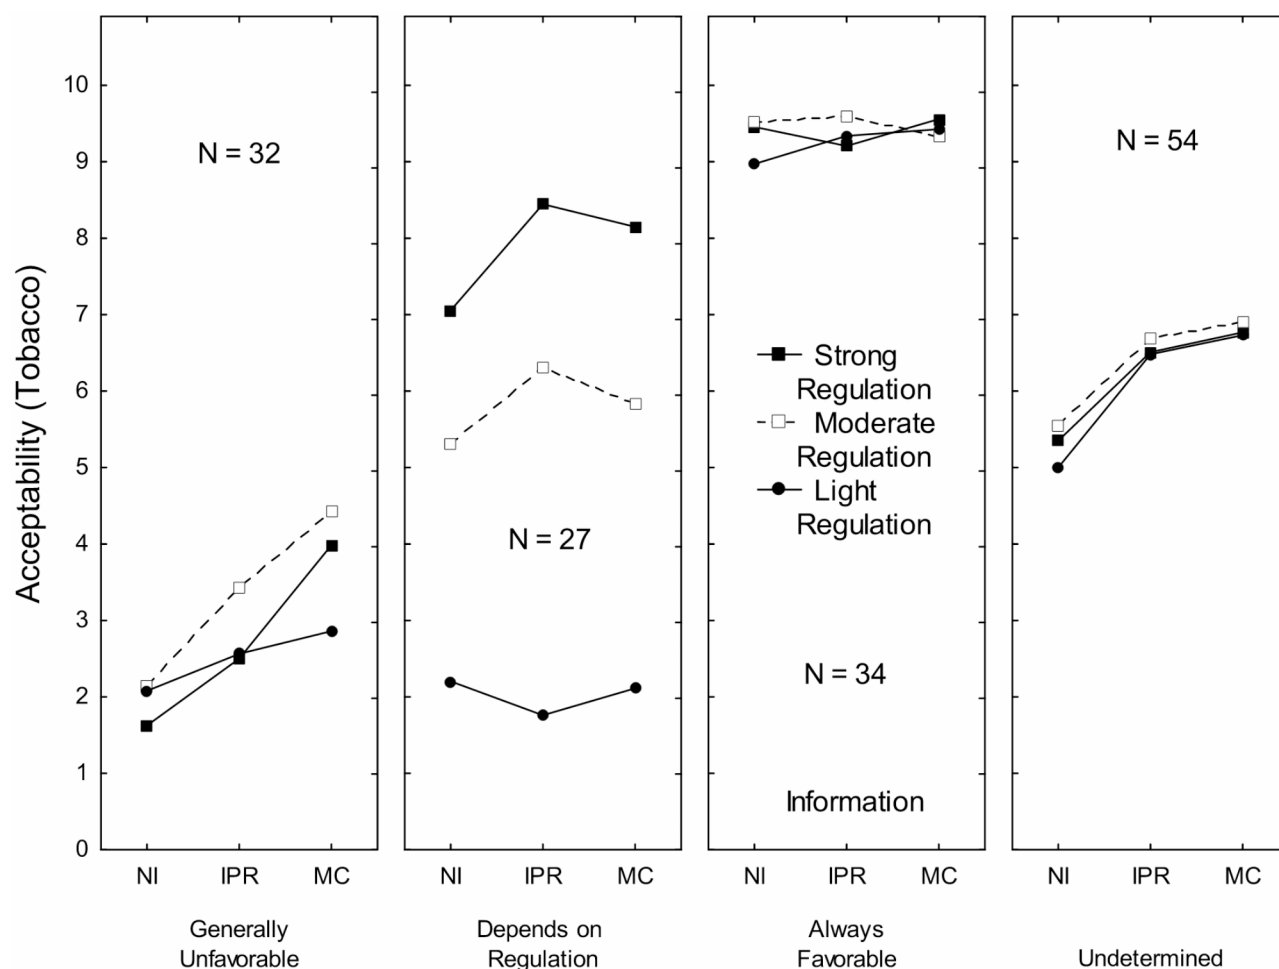 Acceptability (Tobacco)
10
9
8
7
6
5
4
3
2
1
0
N = 32
N = 27
N = 34
N = 54
Strong
Regulation
Moderate
Regulation
Light
Regulation
Information
NI IPR MC
NI IPR MC
NI IPR MC
NI IPR MC
Generally
Unfavorable
Depends on
Regulation
Always
Favorable
Undetermined